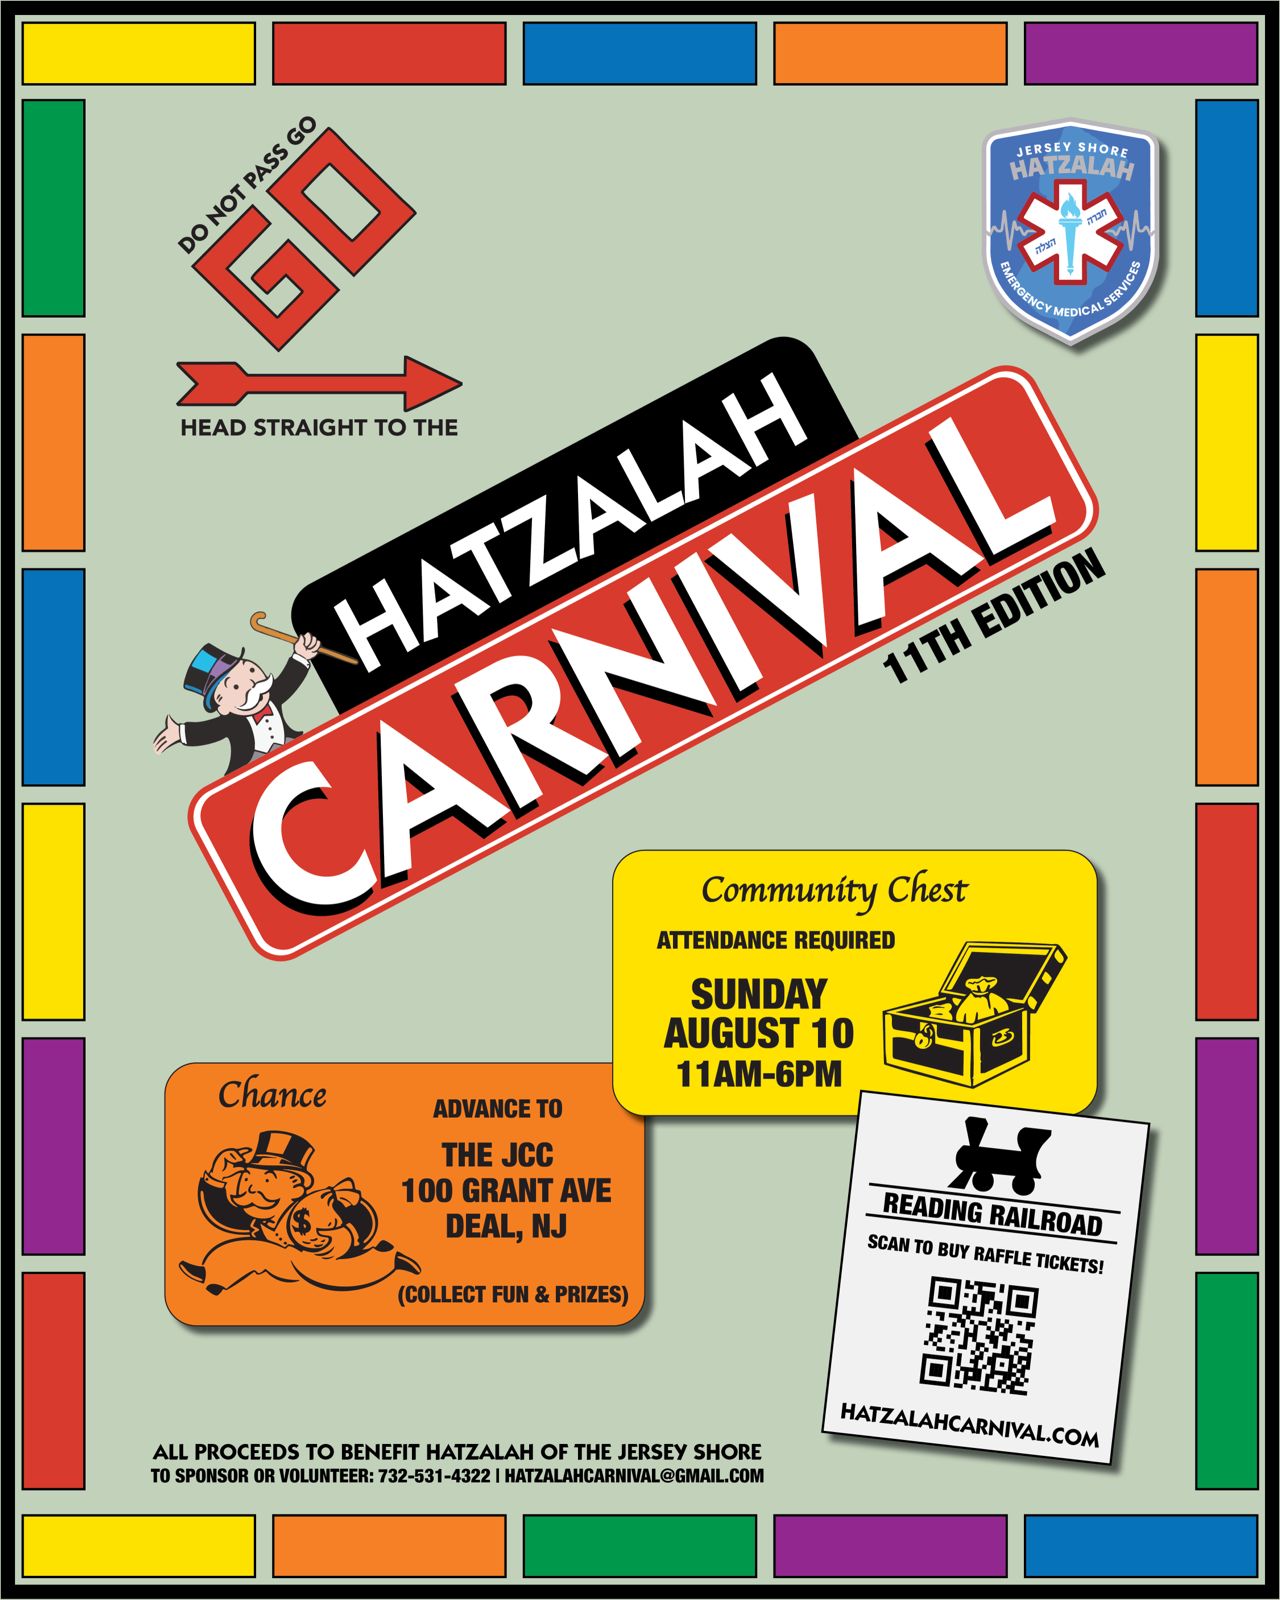 DO NOT PASS GO
GO
HEAD STRAIGHT TO THE
JERSEY SHORE
HATZALAH
חברה
הצלה
EMERGENCY MEDICAL SERVICES
HATZALAH
CARNIVAL
11TH EDITION
Community Chest
ATTENDANCE REQUIRED
SUNDAY
AUGUST 10
11AM-6PM
Chance
ADVANCE TO
THE JCC
100 GRANT AVE
DEAL, NJ
$
(COLLECT FUN & PRIZES)
READING RAILROAD
SCAN TO BUY RAFFLE TICKETS!
HATZALAHCARNIVAL.COM
ALL PROCEEDS TO BENEFIT HATZALAH OF THE JERSEY SHORE
TO SPONSOR OR VOLUNTEER: 732-531-4322 | HATZALAHCARNIVAL@GMAIL.COM